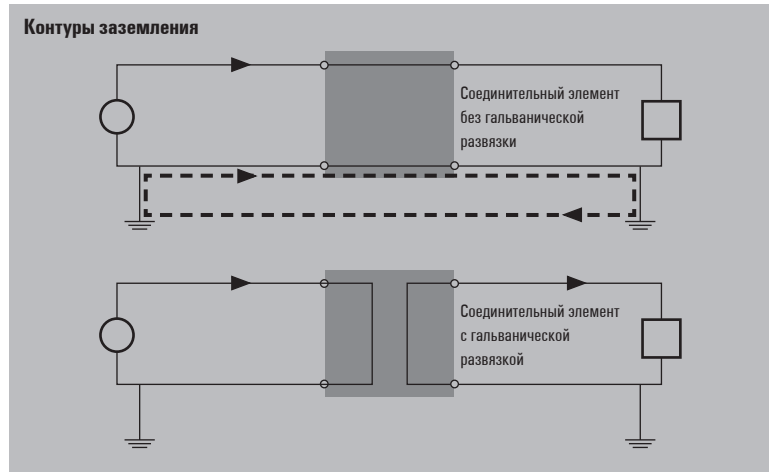 Контуры заземления
Соединительный элемент
без гальванической
развязки
Соединительный элемент
с гальванической
развязкой